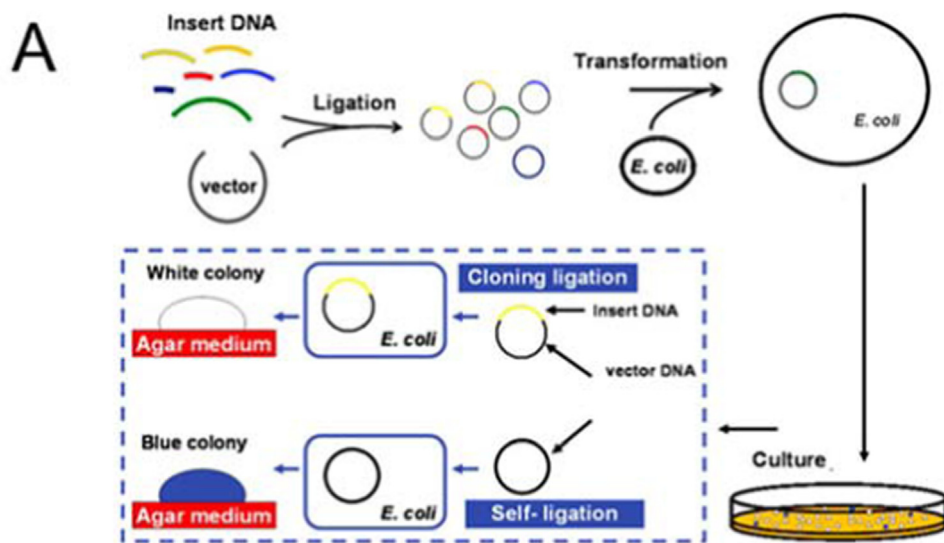 A
Insert DNA
Ligation
vector
Transformation
E. coli
E. coli
White colony
Agar medium
E. coli
Cloning ligation
Insert DNA
vector DNA
Blue colony
Agar medium
E. coli
Self- ligation
Culture